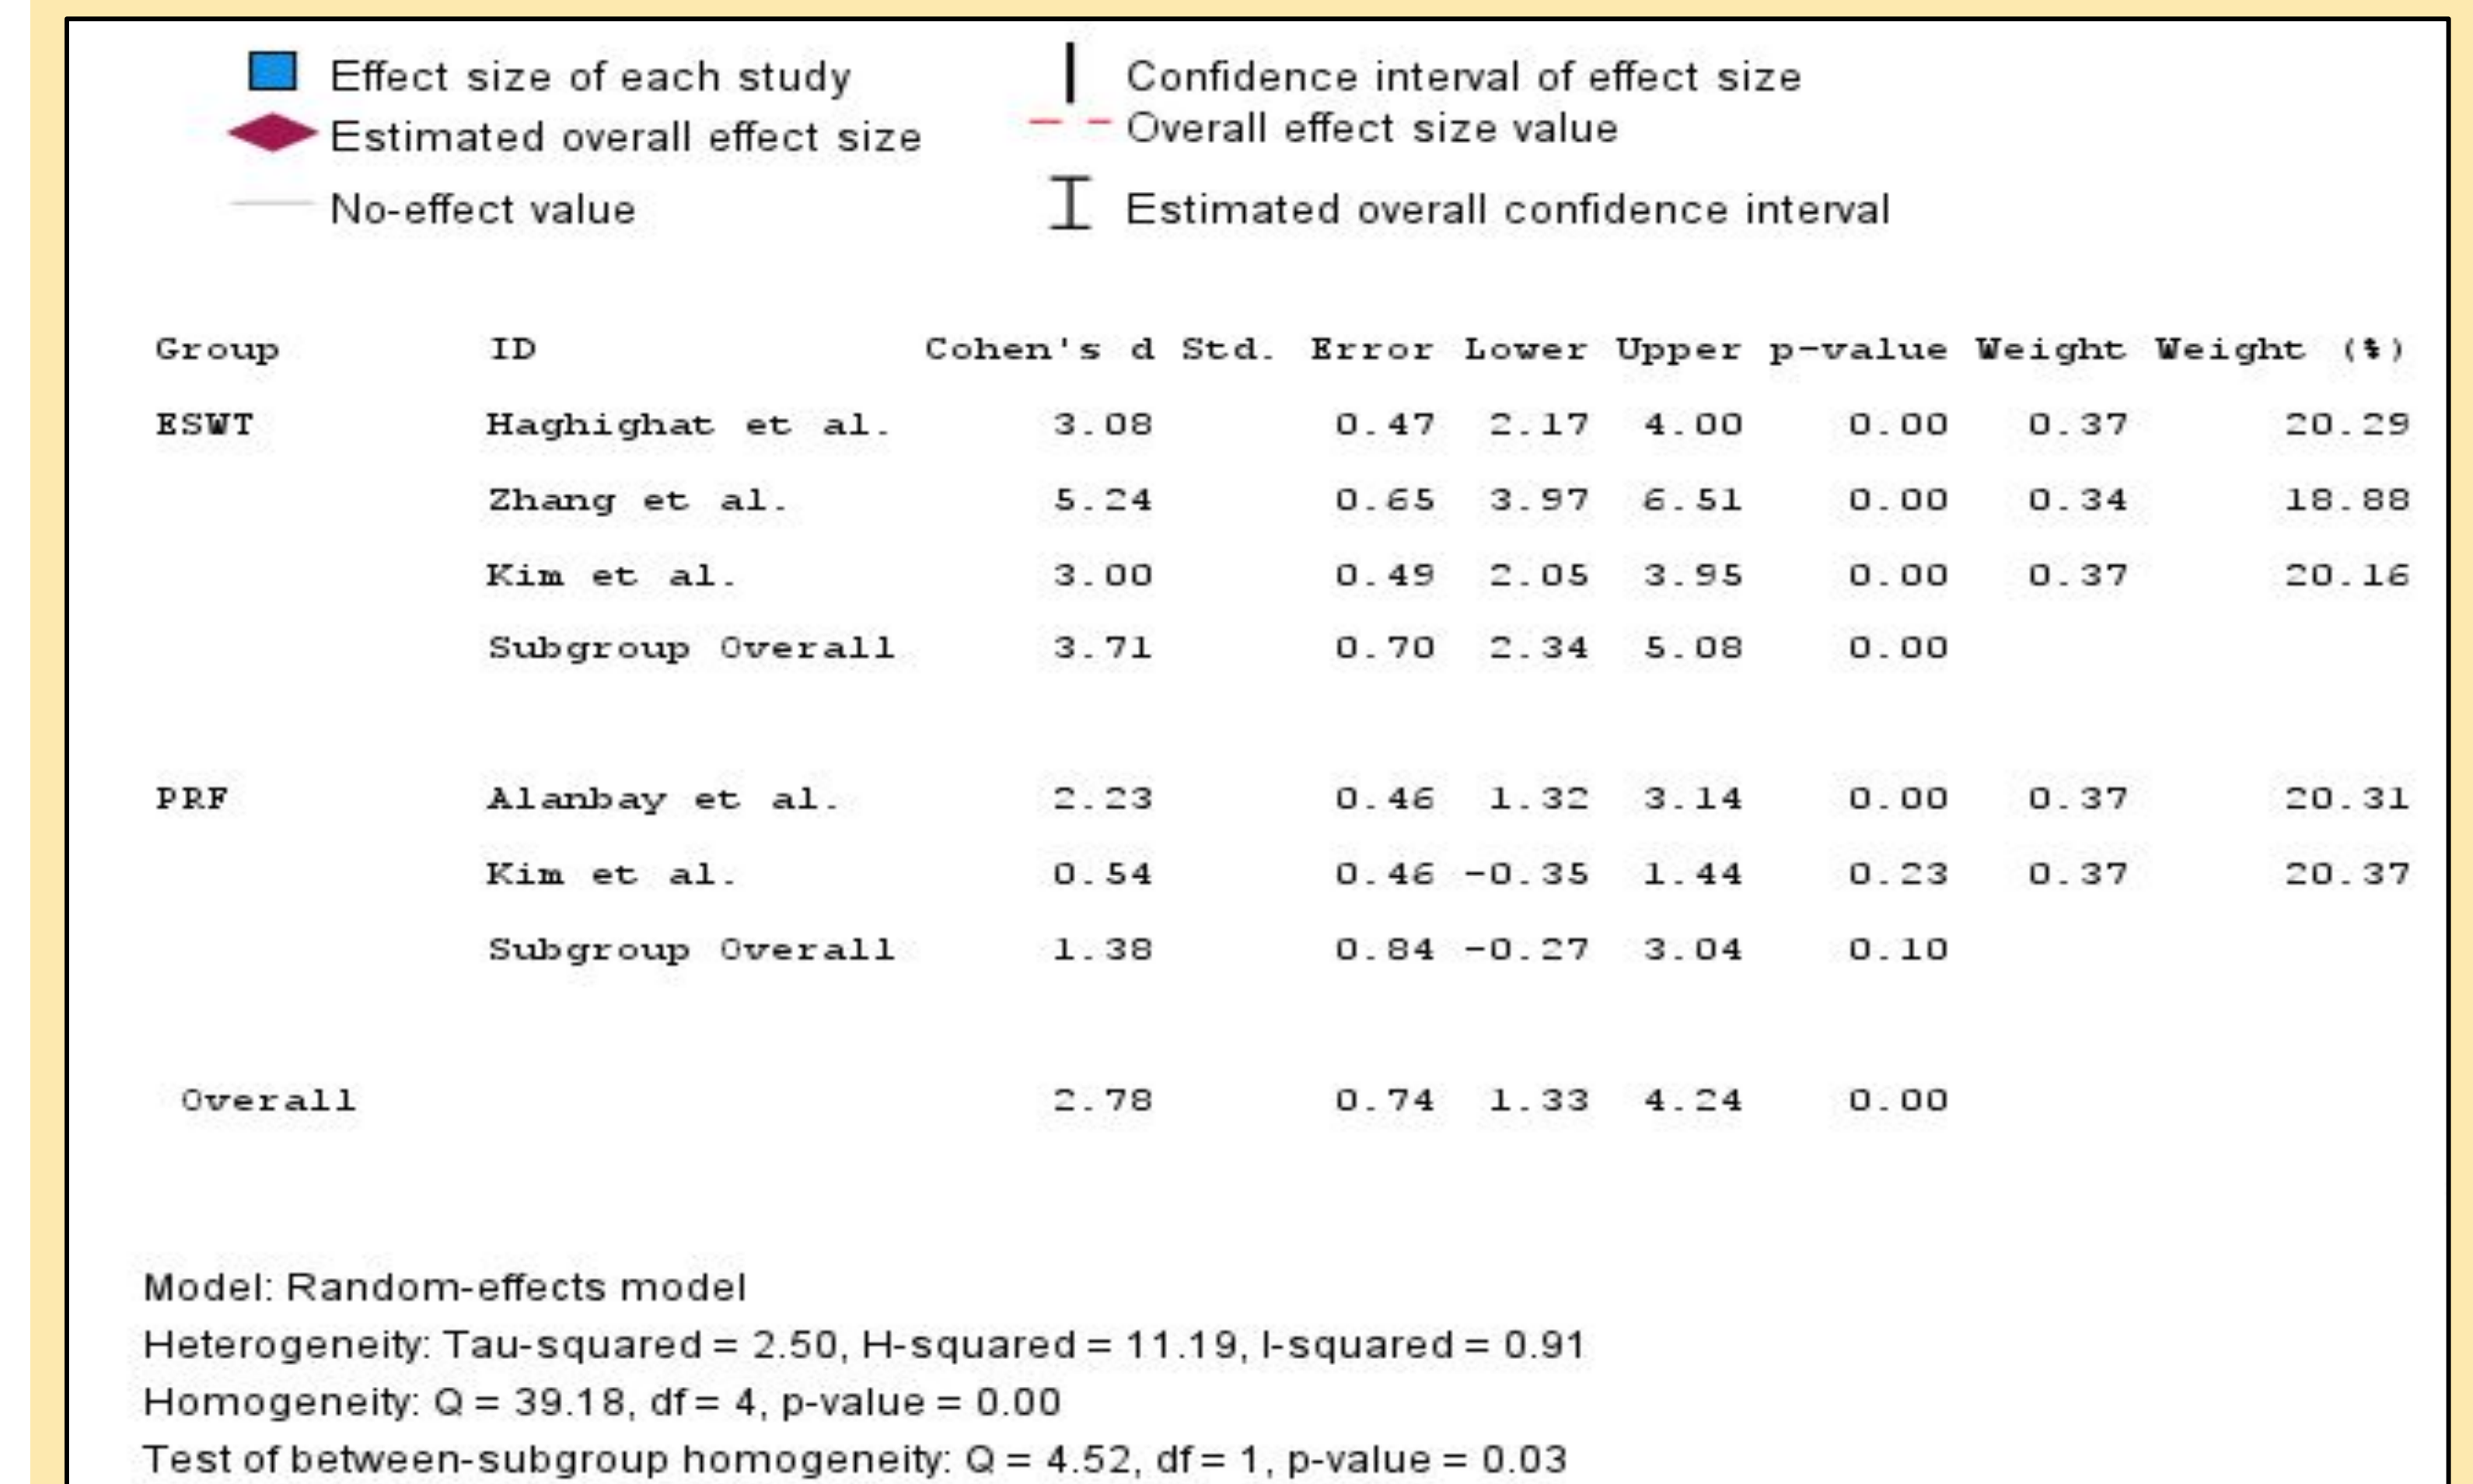 Effect size of each study
Confidence interval of effect size
Estimated overall effect size
Overall effect size value
No-effect value
Estimated overall confidence interval
Group ID Cohen's d Std. Error Lower Upper p-value Weight Weight (%)
ESWT Haghighat et al. 3.08 0.47 2.17 4.00 0.00 0.37 20.29
Zhang et al. 5.24 0.65 3.97 6.51 0.00 0.34 18.88
Kim et al. 3.00 0.49 2.05 3.95 0.00 0.37 20.16
Subgroup Overall 3.71 0.70 2.34 5.08 0.00
PRF Alanbay et al. 2.23 0.46 1.32 3.14 0.00 0.37 20.31
Kim et al. 0.54 0.46 -0.35 1.44 0.23 0.37 20.37
Subgroup Overall 1.38 0.84 -0.27 3.04 0.10
Overall 2.78 0.74 1.33 4.24 0.00
Model: Random-effects model
Heterogeneity: Tau-squared = 2.50, H-squared = 11.19, I-squared = 0.91
Homogeneity: Q = 39.18, df = 4, p-value = 0.00
Test of between-subgroup homogeneity: Q = 4.52, df = 1, p-value = 0.03